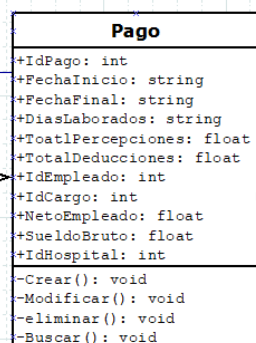 Pago
+IdPago: int
+FechaInicio: string
+FechaFinal: string
+DiasLaborados: string
+ToatlPercepciones: float
+TotalDeducciones: float
+IdEmpleado: int
+IdCargo: int
+NetoEmpleado: float
+SueldoBruto: float
+IdHospital: int
-Crear(): void
-Modificar(): void
-eliminar(): void
-Buscar(): void